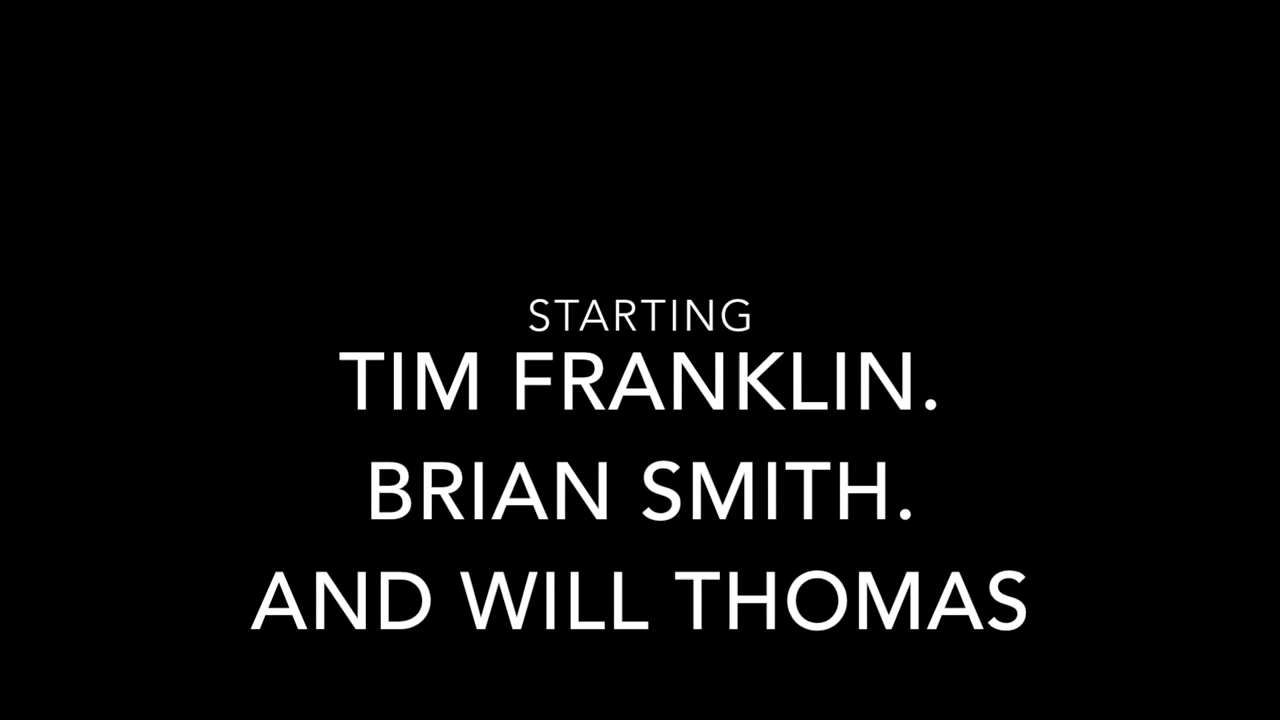 STARTING
TIM FRANKLIN.
BRIAN SMITH.
AND WILL THOMAS